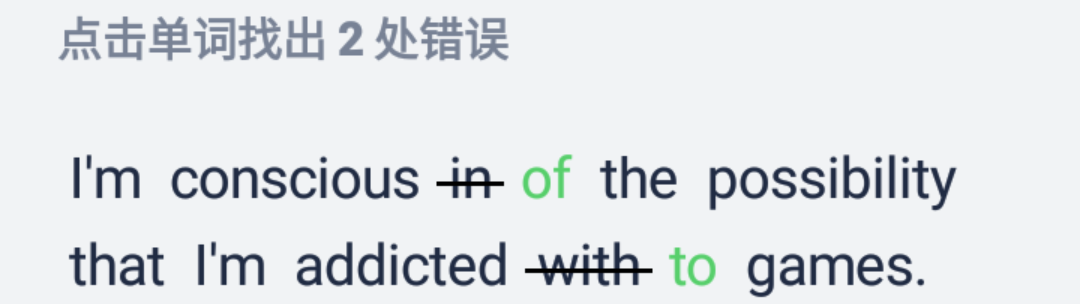 点击单词找出 2 处错误
I'm conscious in of the possibility
that I'm addicted with to games.